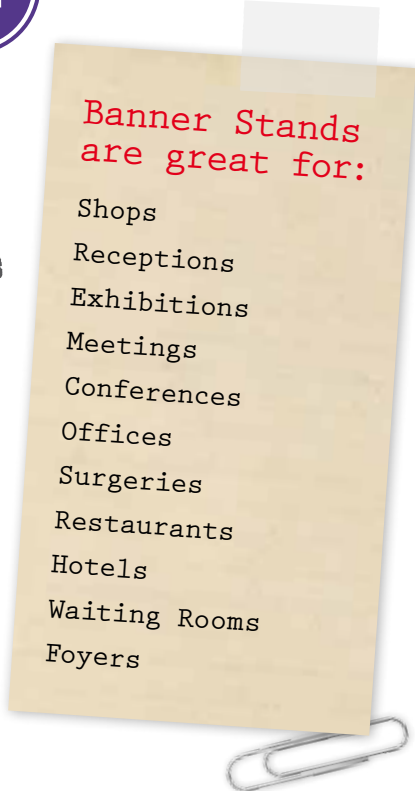 Banner Stands
are great for:
Shops
Receptions
Exhibitions
Meetings
Conferences
Offices
Surgeries
Restaurants
Hotels
Waiting Rooms
Foyers